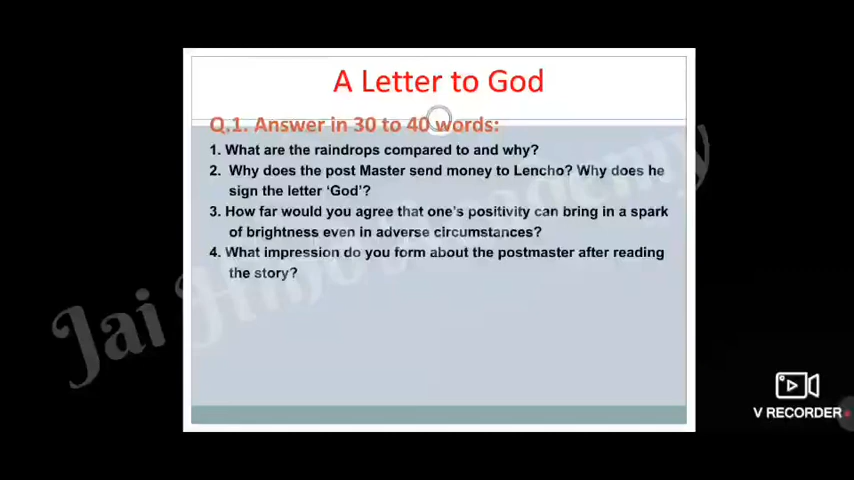 A Letter to God
Q.1. Answer in 30 to 40 words:
1. What are the raindrops compared to and why?
2. Why does the post Master send money to Lencho? Why does he
sign the letter ‘God’?
3. How far would you agree that one’s positivity can bring in a spark
of brightness even in adverse circumstances?
4. What impression do you form about the postmaster after reading
the story?
Jai Academy
V RECORDER